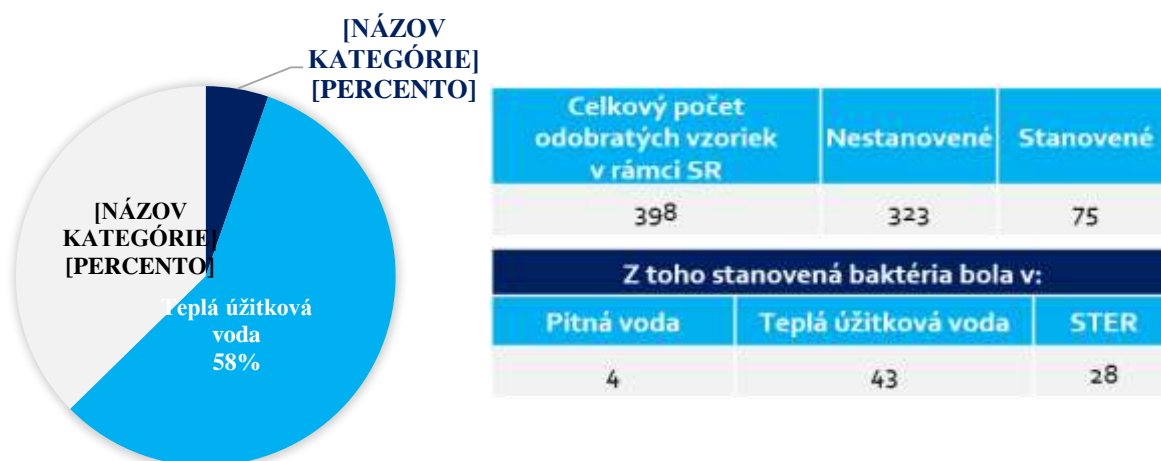 [NÁZOV
KATEGÓRIE]
[PERCENTO]
[NÁZOV
KATEGÓRIE]
[PERCENTO]
Teplá úžitková
voda
58%
Celkový počet
odobratých vzoriek
v rámci SR
Nestanovené
Stanovené
398
323
75
Z toho stanovená baktéria bola v:
Pitná voda
Teplá úžitková voda
STER
4
43
28